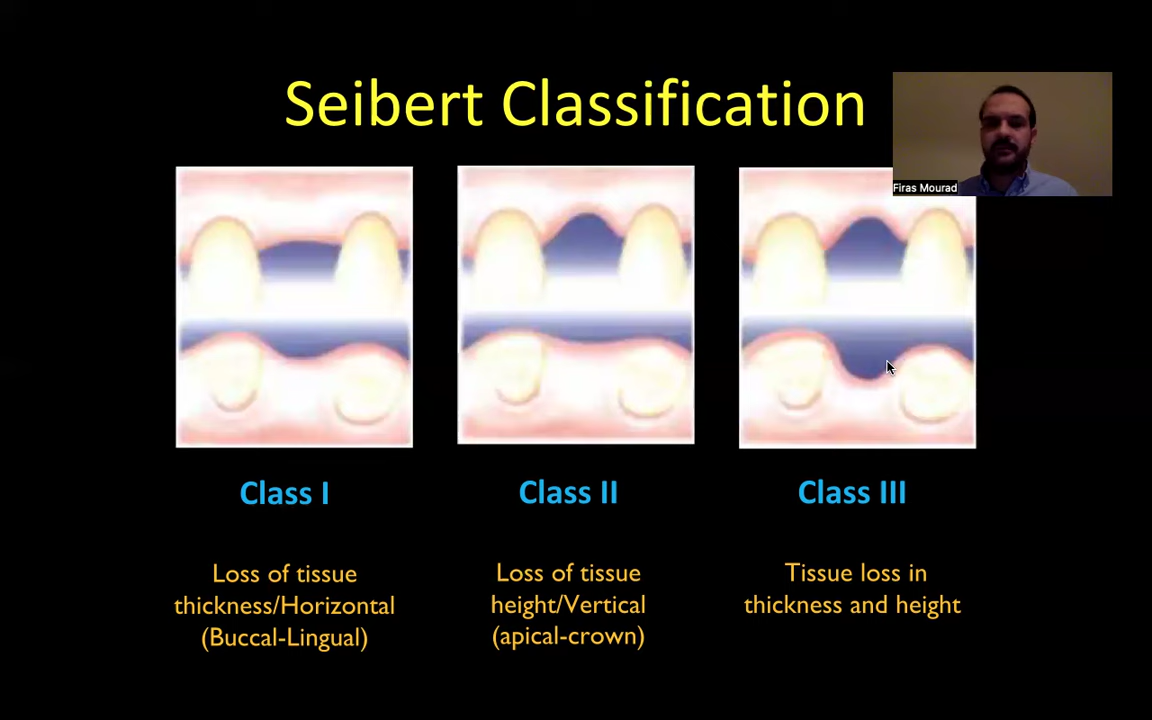 Seibert Classification
Firas Mourad
Class I
Class II
Class III
Loss of tissue
thickness/Horizontal
(Buccal-Lingual)
Loss of tissue
height/Vertical
(apical-crown)
Tissue loss in
thickness and height